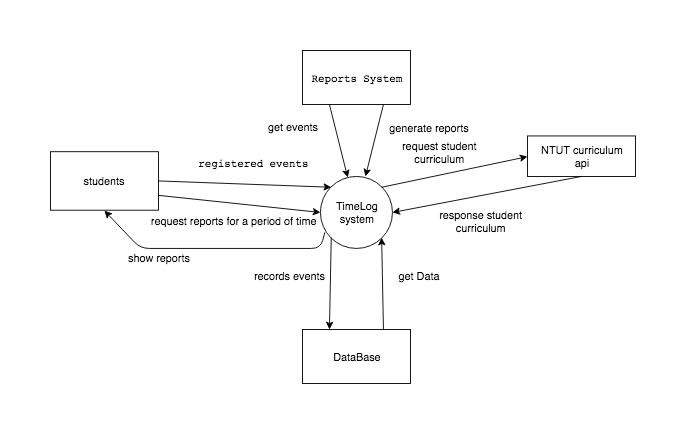 Reports System
get events
generate reports
request student
curriculum
NTUT curriculum
api
registered events
students
TimeLog
system
request reports for a period of time
response student
curriculum
show reports
records events
get Data
DataBase